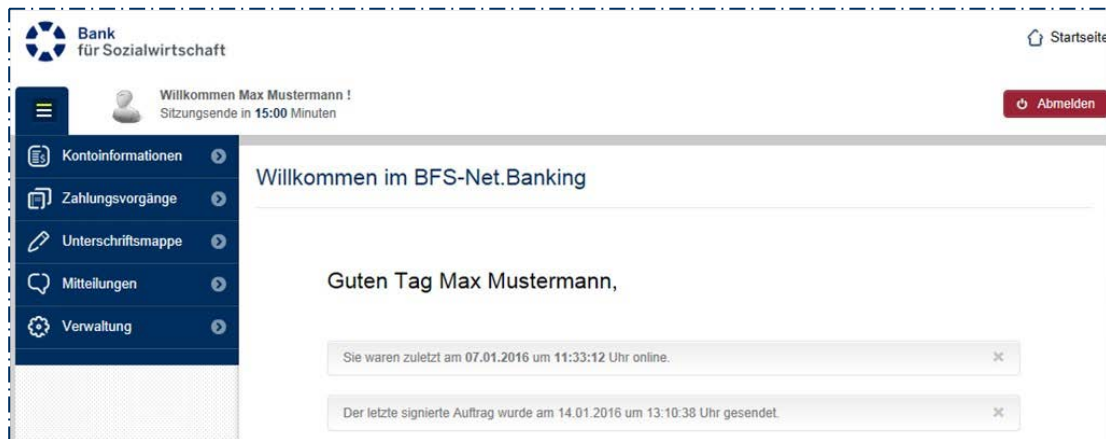 Bank
für Sozialwirtschaft
Startseite
Willkommen Max Mustermann !
Sitzungsende in 15:00 Minuten
Abmelden
Kontoinformationen
Zahlungsvorgänge
Unterschriftsmappe
Mitteilungen
Verwaltung
Willkommen im BFS-Net.Banking
Guten Tag Max Mustermann,
Sie waren zuletzt am 07.01.2016 um 11:33:12 Uhr online.
Der letzte signierte Auftrag wurde am 14.01.2016 um 13:10:38 Uhr gesendet.